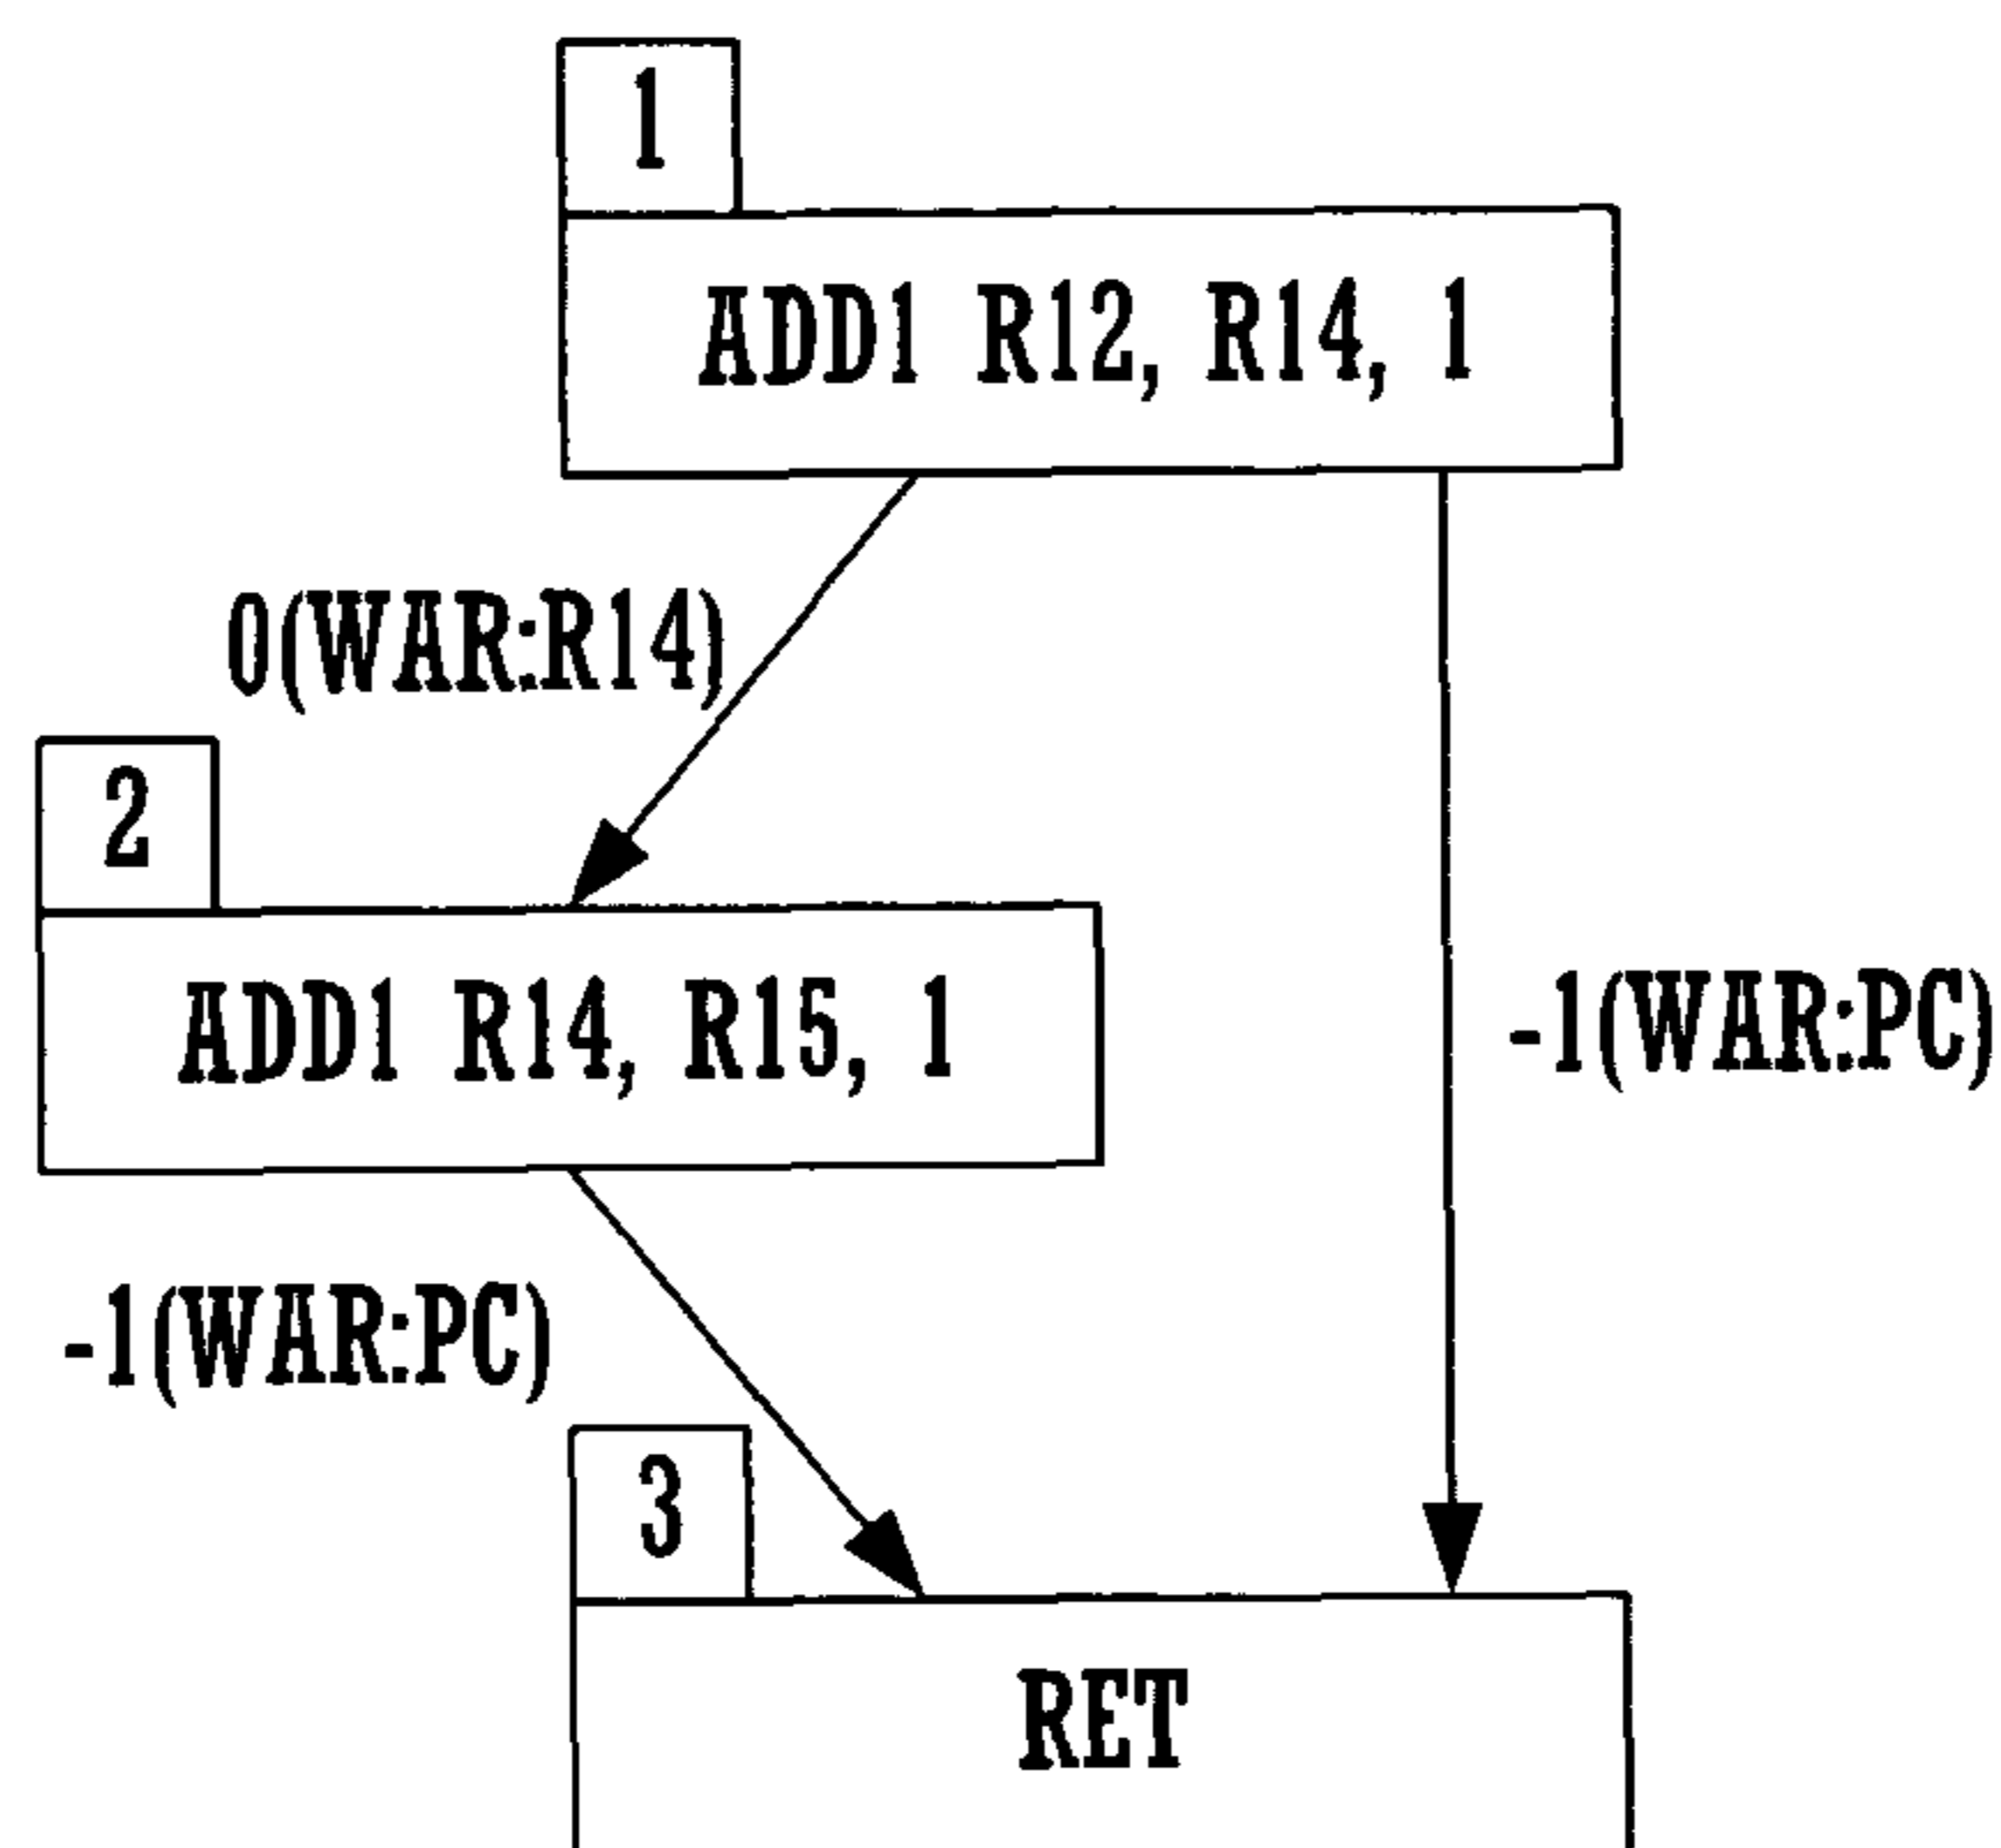 1
ADD1 R12, R14, 1
0(WAR:R14)
2
ADD1 R14, R15, 1
-1(WAR:PC)
-1(WAR:PC)
3
RET